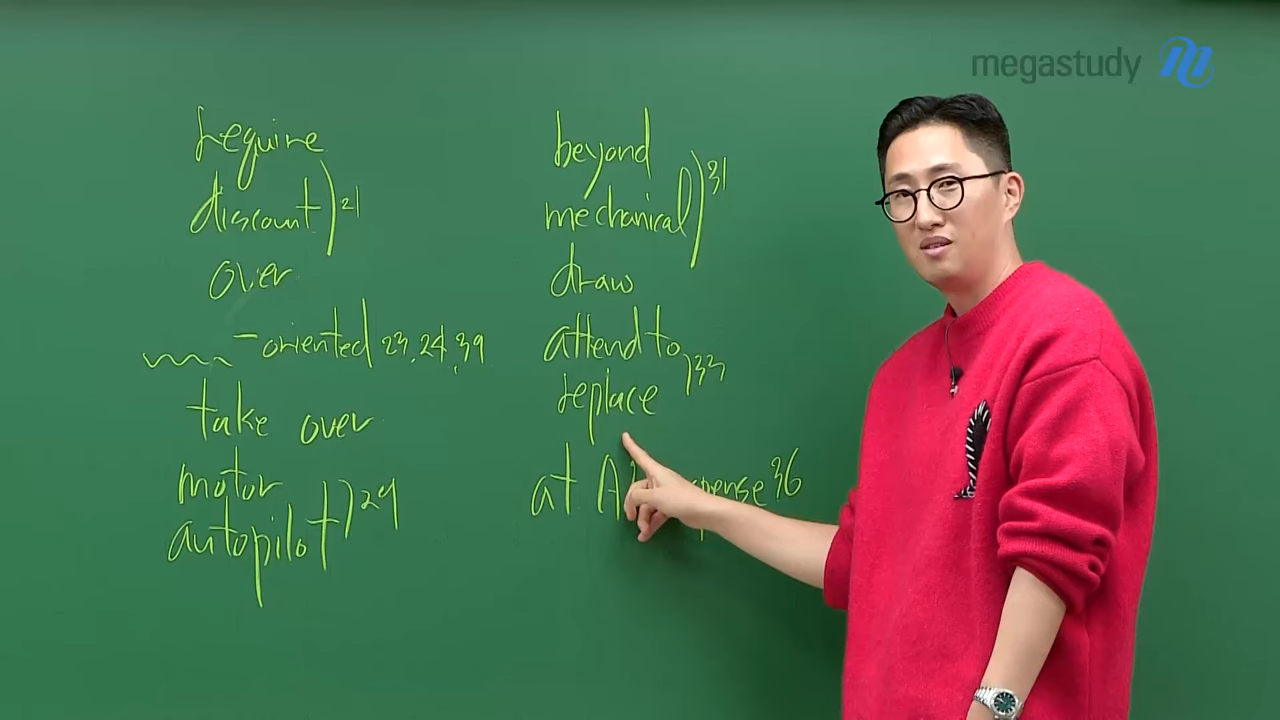 megastudy
require
discount ) 21
over
-oriented 23, 24, 39
take over
motor
autopilot ) 29
beyond
mechanical ) 31
draw
attend to
replace ) 33
at A 36